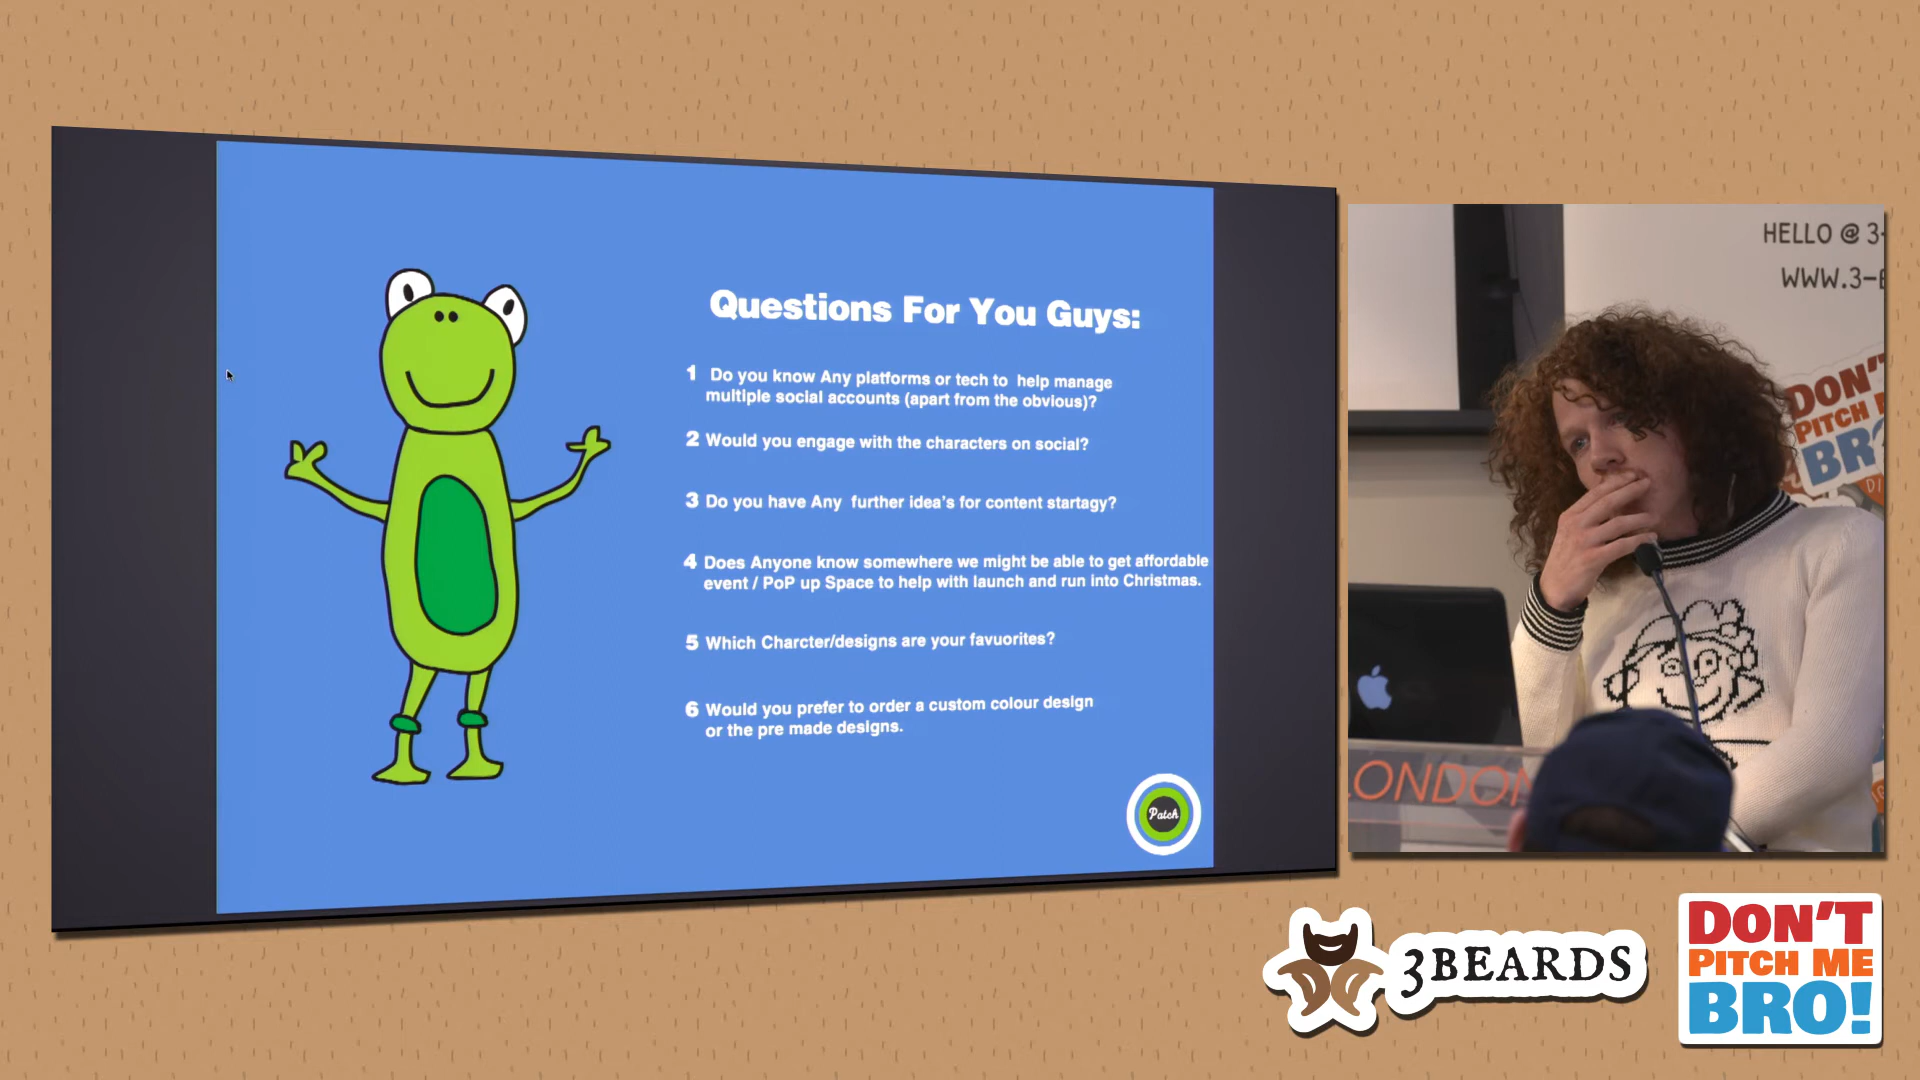 Questions For You Guys:
1 Do you know Any platforms or tech to help manage
multiple social accounts (apart from the obvious)?
2 Would you engage with the characters on social?
3 Do you have Any further idea's for content startagy?
4 Does Anyone know somewhere we might be able to get affordable
event / PoP up Space to help with launch and run into Christmas.
5 Which Charcter/designs are your favuorites?
6 Would you prefer to order a custom colour design
or the pre made designs.
Patch
HELLO @ 3-
WWW.3-B
DON'T
PITCH
BRO
LONDON
3BEARDS
DON'T
PITCH ME
BRO!